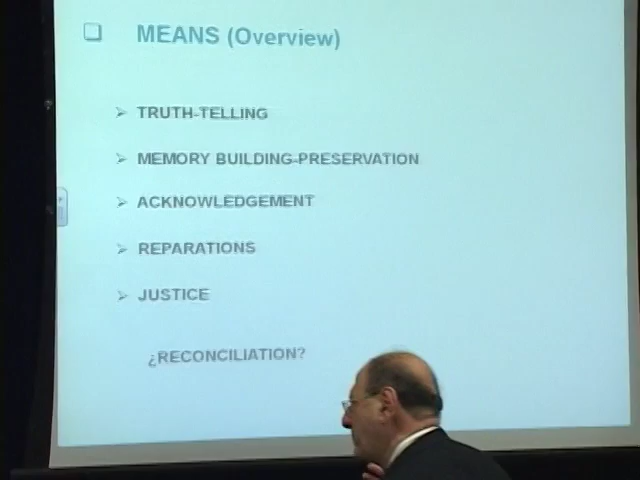 MEANS (Overview)
TRUTH-TELLING
MEMORY BUILDING-PRESERVATION
ACKNOWLEDGEMENT
REPARATIONS
JUSTICE
¿RECONCILIATION?